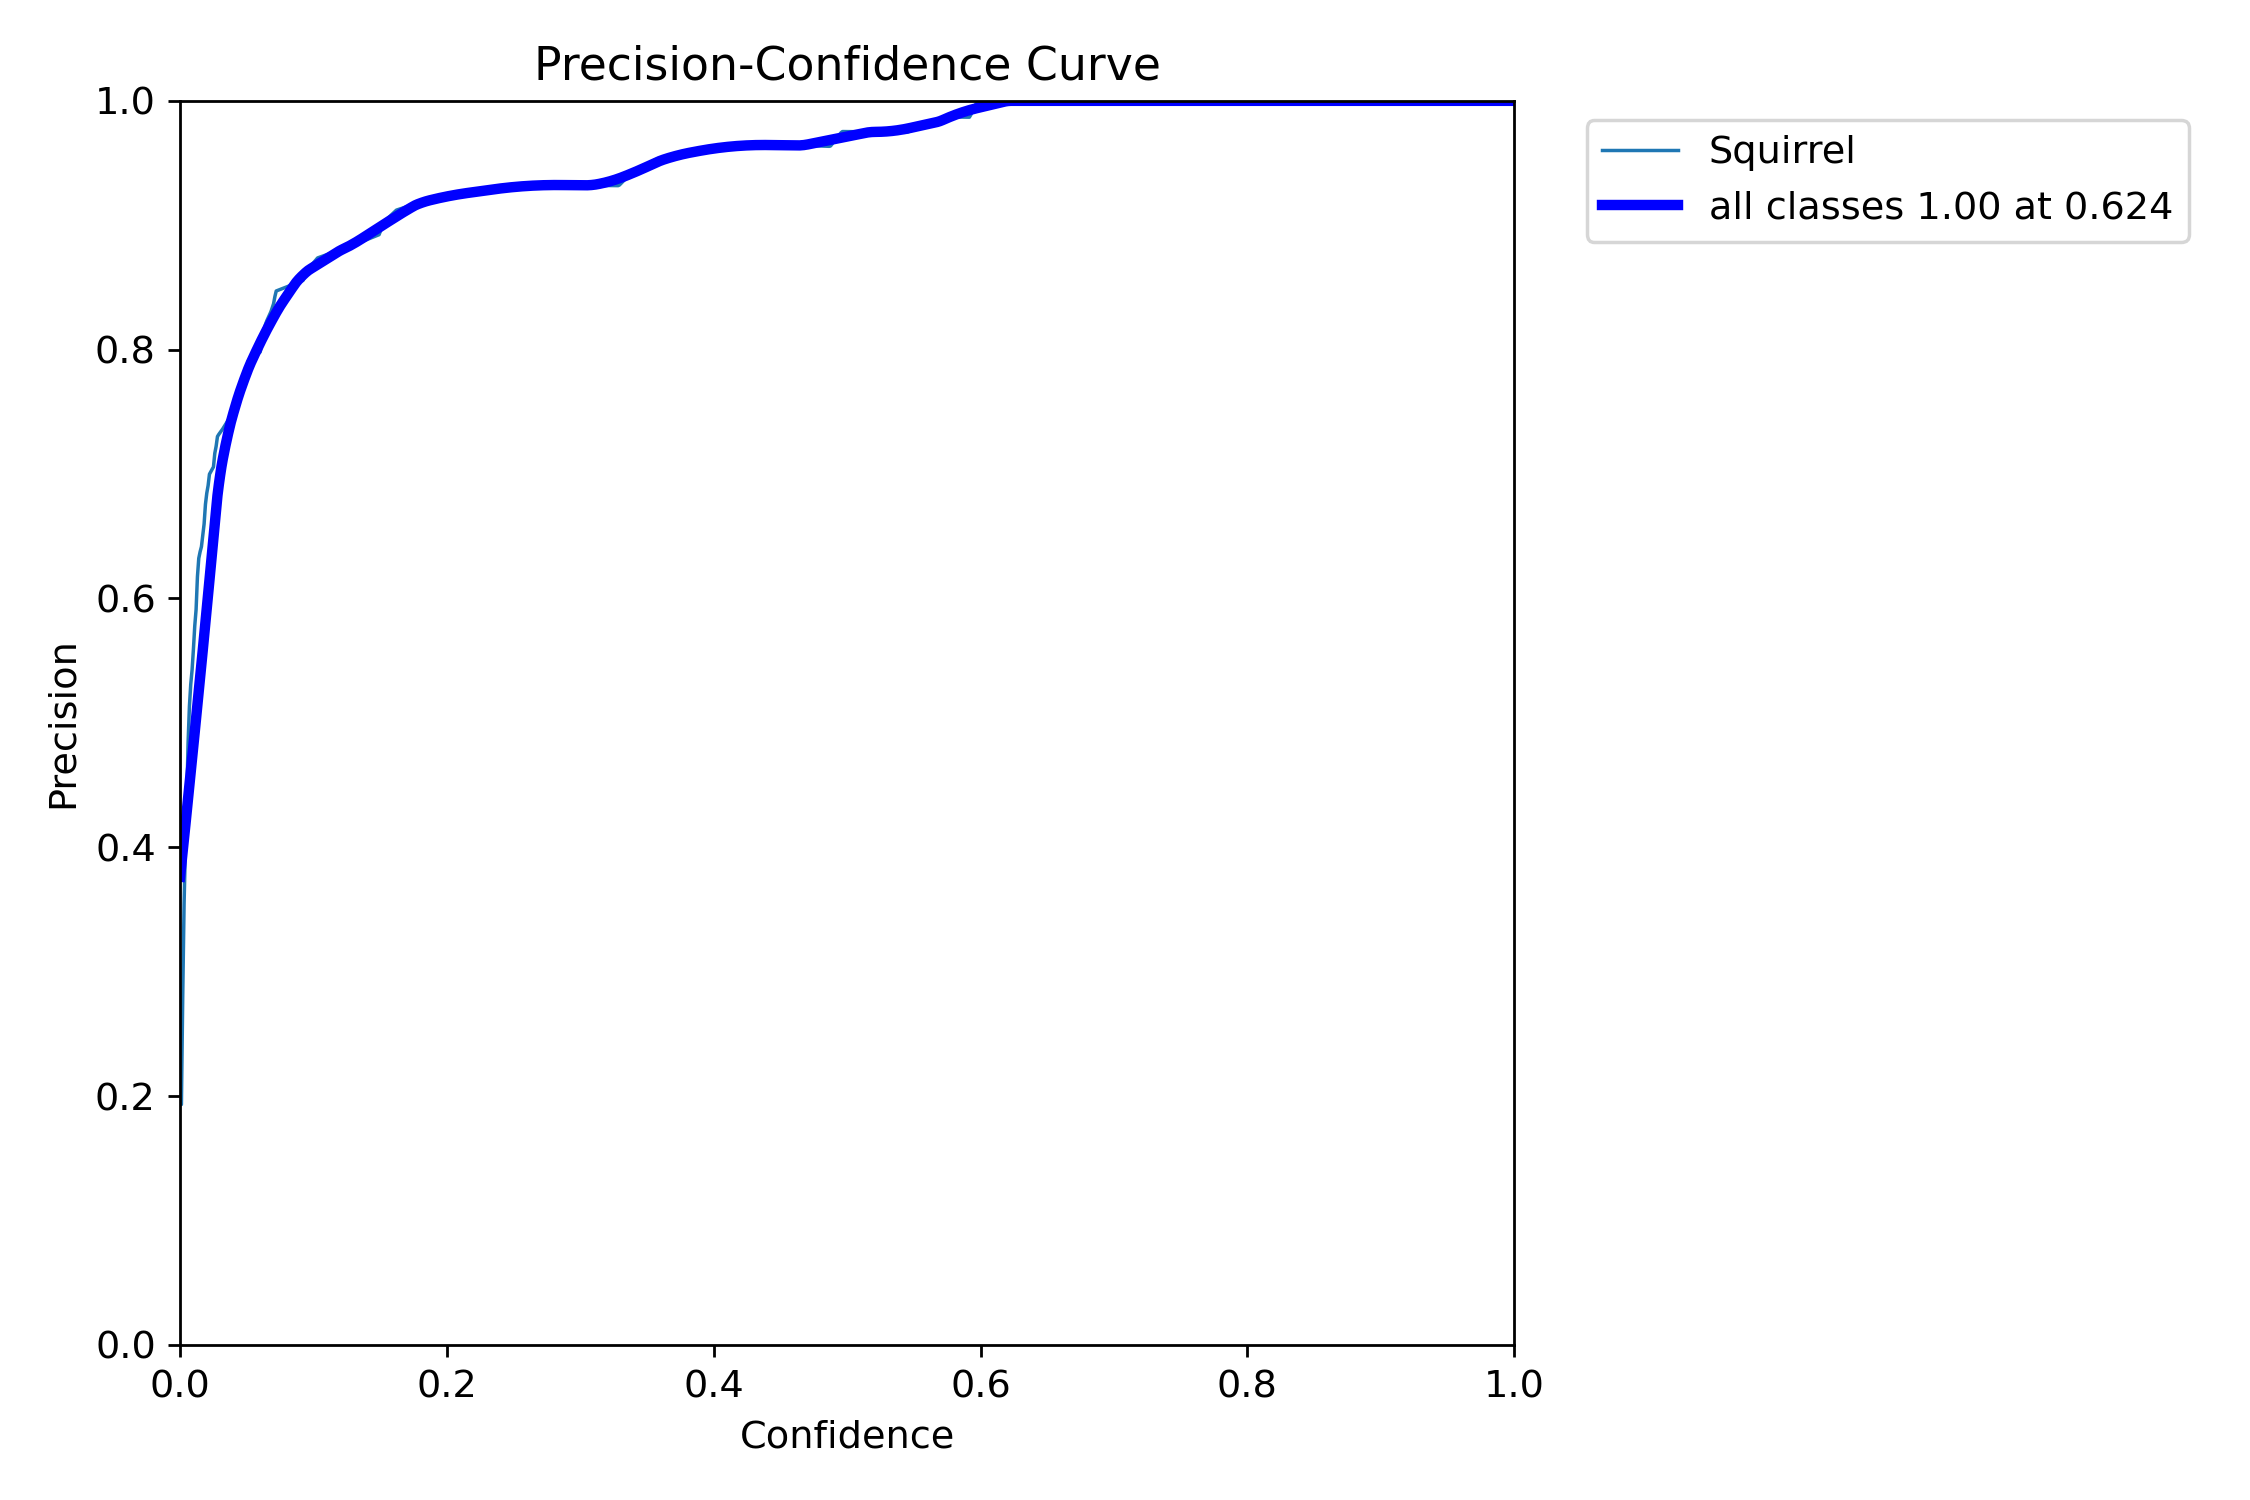 Precision-Confidence Curve
1.0
0.8
0.6
0.4
0.2
0.0
Precision
0.0 0.2 0.4 0.6 0.8 1.0
Confidence
Squirrel
all classes 1.00 at 0.624